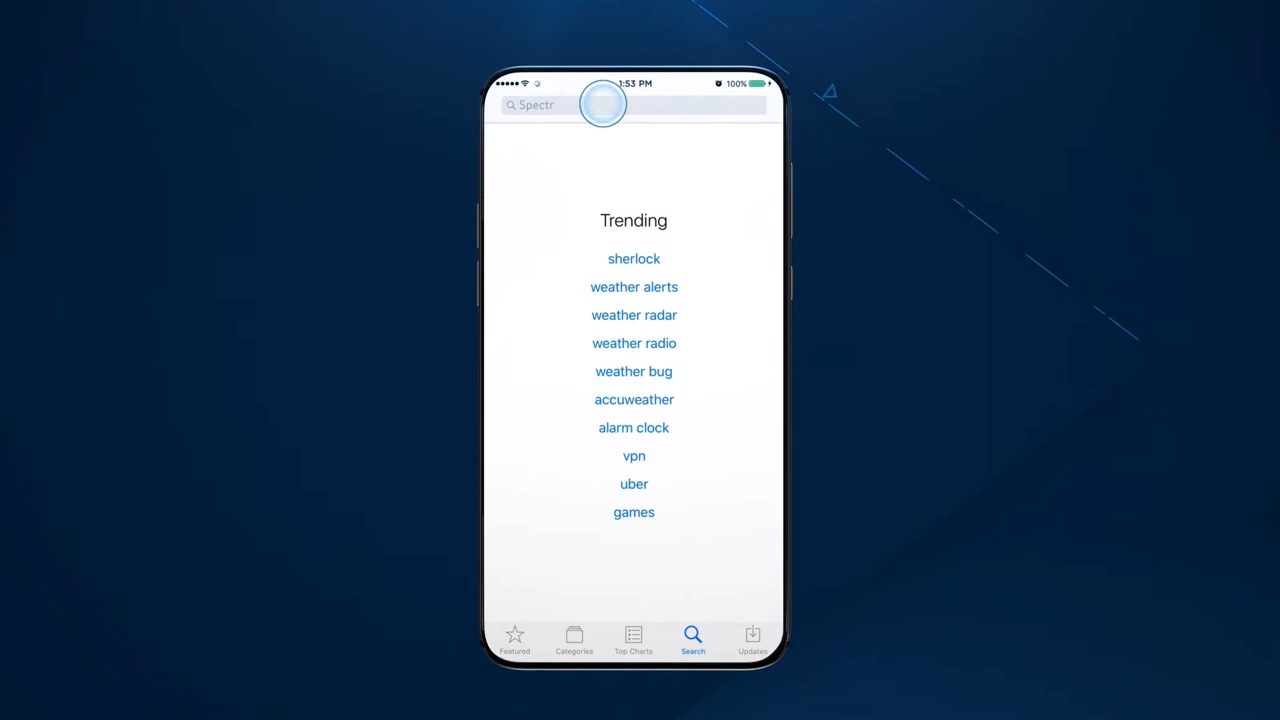 1:53 PM 100%
Spectr
Trending
sherlock
weather alerts
weather radar
weather radio
weather bug
accuweather
alarm clock
vpn
uber
games
Featured Categories Top Charts Search Updates